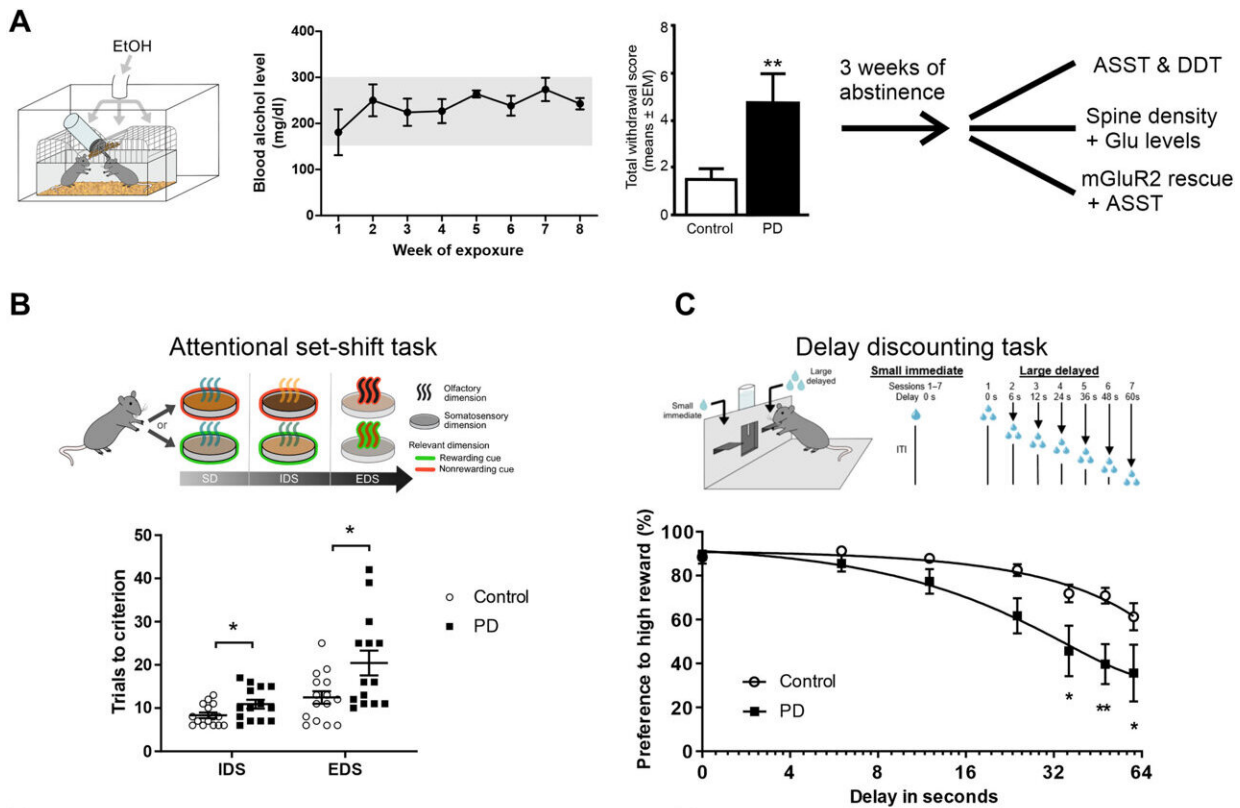 A
EtOH
Blood alcohol level
(mg/dl)
400
300
200
100
0
1 2 3 4 5 6 7 8
Week of expoxure
Total withdrawal score
(means ± SEM)
8
6
4
2
0
**
Control PD
3 weeks of
abstinence
ASST & DDT
Spine density
+ Glu levels
mGluR2 rescue
+ ASST
B
Attentional set-shift task
or
SD IDS EDS
Olfactory
dimension
Somatosensory
dimension
Relevant dimension
Rewarding cue
Nonrewarding cue
Trials to criterion
50
40
30
20
10
0
*
*
IDS EDS
Control
PD
C
Delay discounting task
Small
immediate
Large
delayed
Small immediate
Sessions 1–7
Delay 0 s
ITI
Large delayed
1 2 3 4 5 6 7
0 s 6 s 12 s 24 s 36 s 48 s 60s
Preference to high reward (%)
100
80
60
40
20
0
Control
PD
* ** *
0 4 8 16 32 64
Delay in seconds